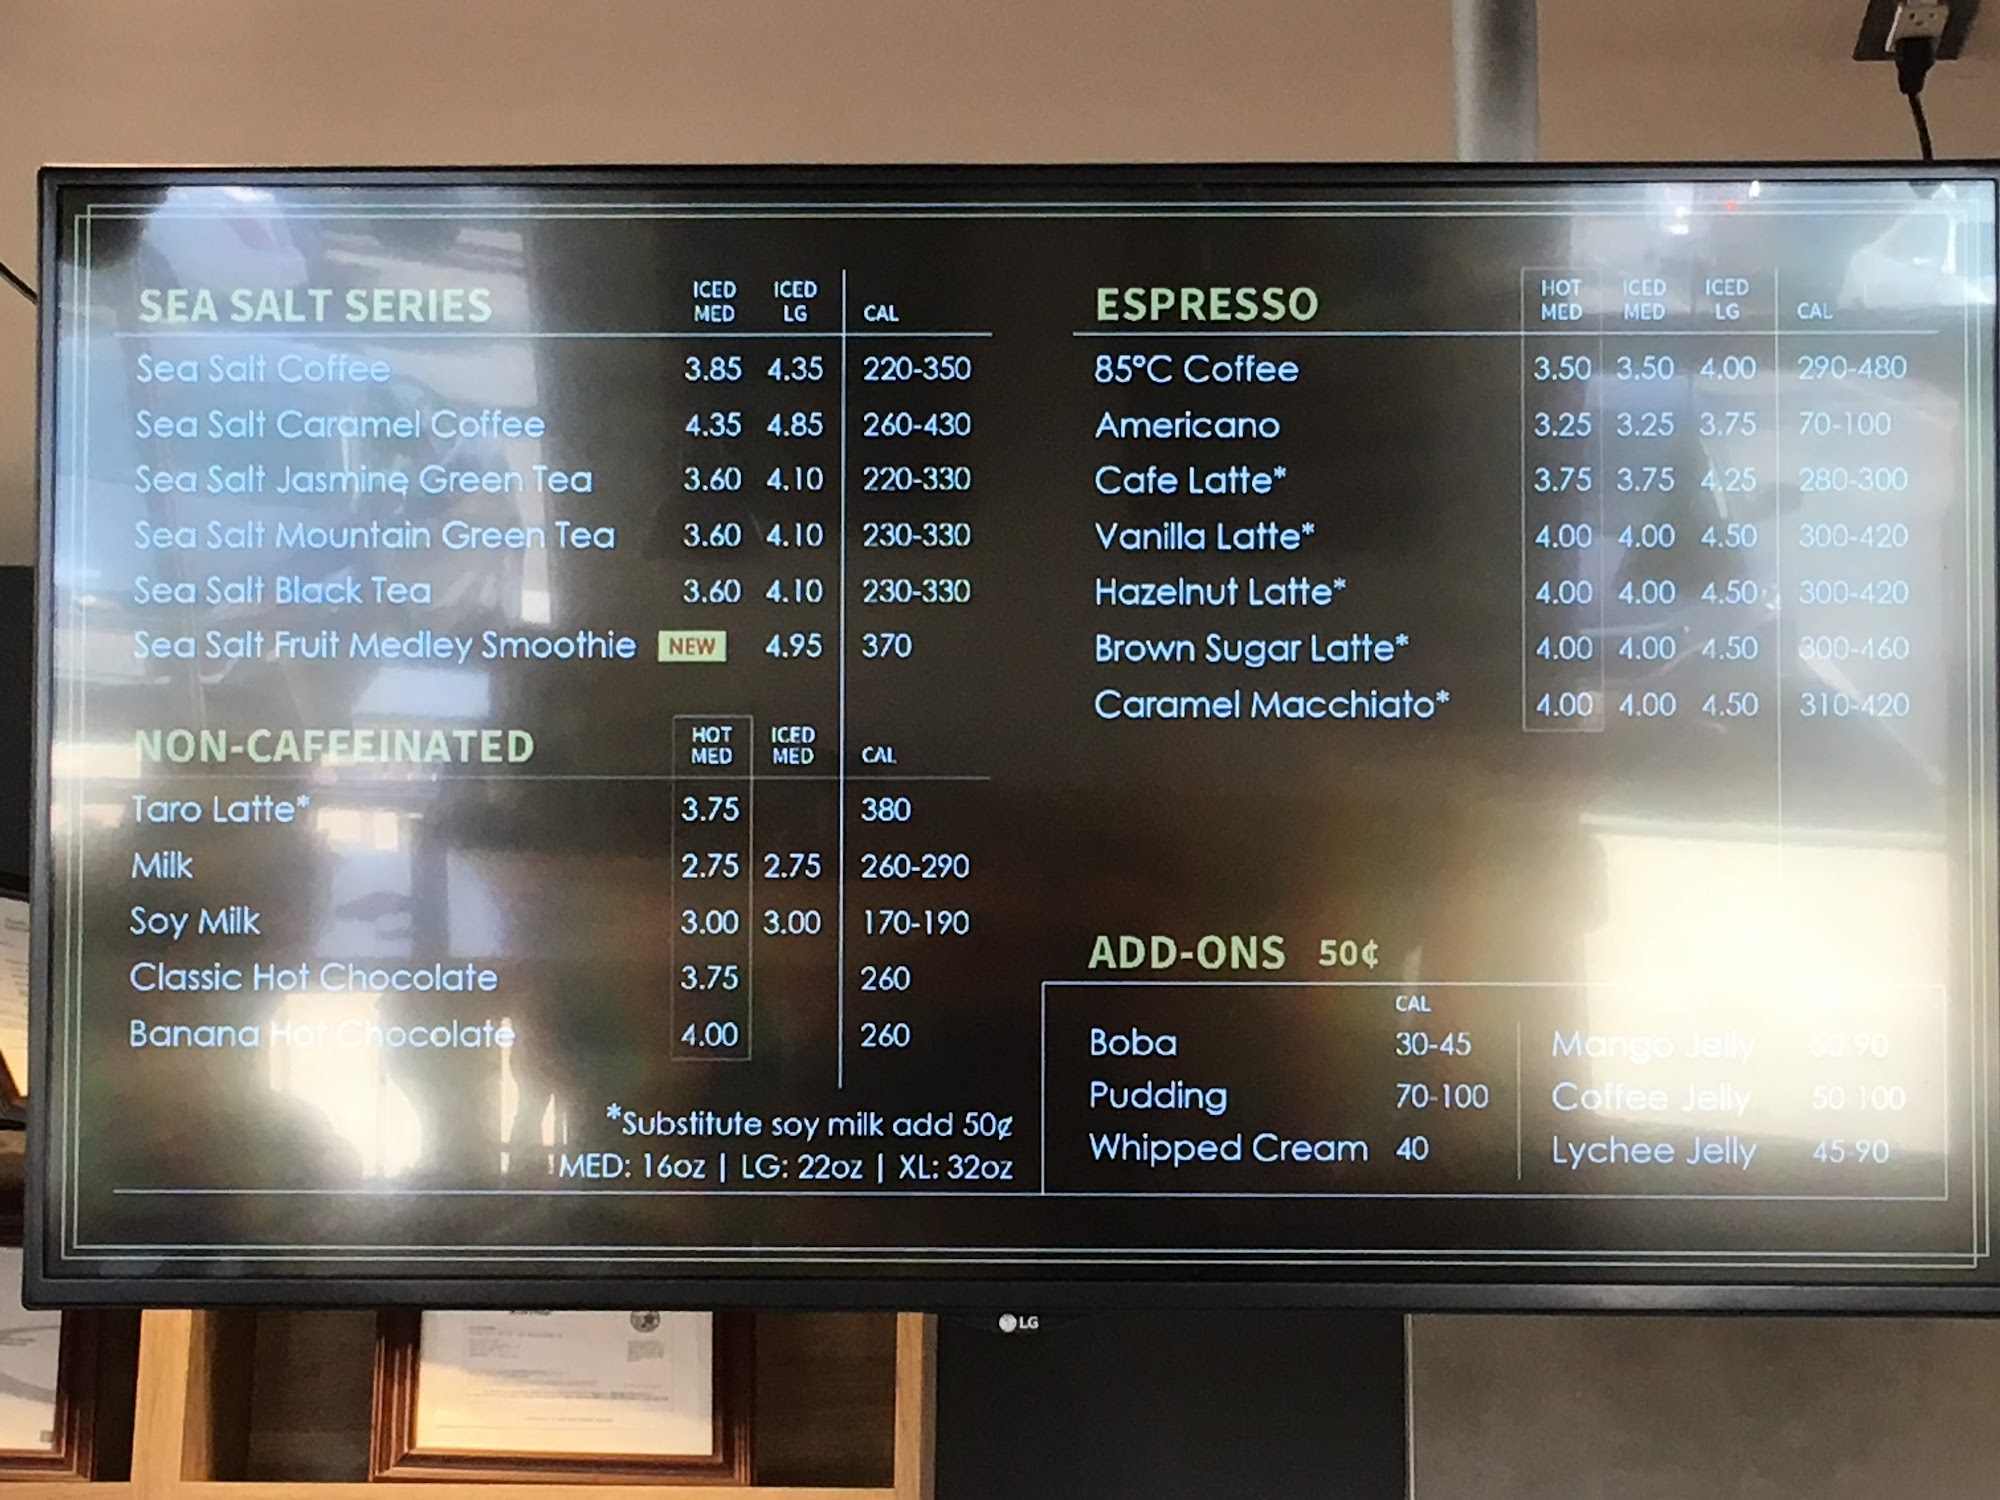 SEA SALT SERIES ICED MED ICED LG CAL
Sea Salt Coffee 3.85 4.35 220-350
Sea Salt Caramel Coffee 4.35 4.85 260-430
Sea Salt Jasmine Green Tea 3.60 4.10 220-330
Sea Salt Mountain Green Tea 3.60 4.10 230-330
Sea Salt Black Tea 3.60 4.10 230-330
Sea Salt Fruit Medley Smoothie NEW 4.95 370
NON-CAFFEINATED HOT MED ICED MED CAL
Taro Latte* 3.75 380
Milk 2.75 2.75 260-290
Soy Milk 3.00 3.00 170-190
Classic Hot Chocolate 3.75 260
Banana Hot Chocolate 4.00 260
*Substitute soy milk add 50¢
MED: 16oz | LG: 22oz | XL: 32oz
ESPRESSO HOT MED ICED MED ICED LG CAL
85°C Coffee 3.50 3.50 4.00 290-480
Americano 3.25 3.25 3.75 70-100
Cafe Latte* 3.75 3.75 4.25 280-300
Vanilla Latte* 4.00 4.00 4.50 300-420
Hazelnut Latte* 4.00 4.00 4.50 300-420
Brown Sugar Latte* 4.00 4.00 4.50 300-460
Caramel Macchiato* 4.00 4.00 4.50 310-420
ADD-ONS 50¢
CAL
Boba 30-45 Mango Jelly
Pudding 70-100 Coffee Jelly 50-100
Whipped Cream 40 Lychee Jelly 45-90
LG